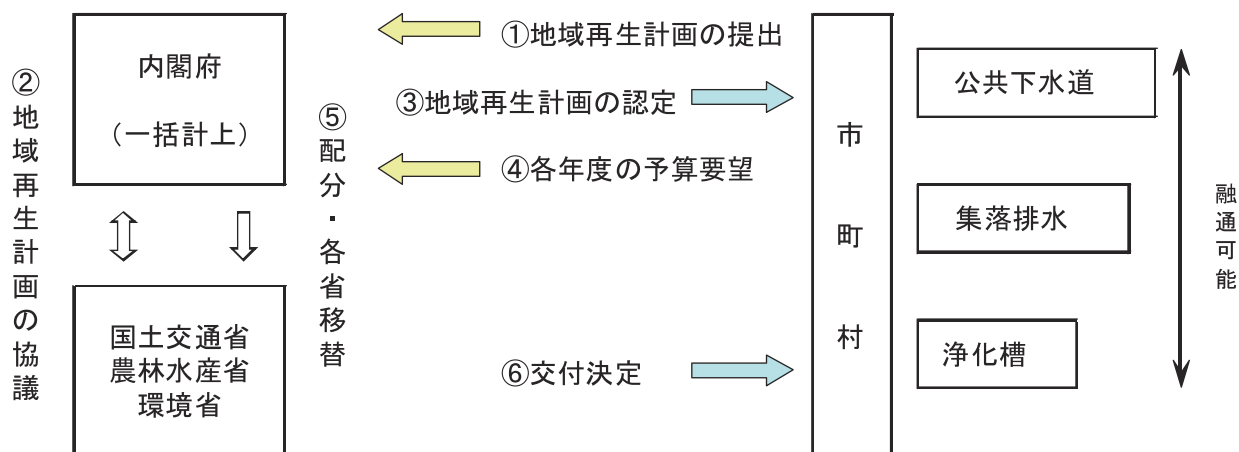 ②地域再生計画の協議
内閣府
(一括計上)
国土交通省
農林水産省
環境省
⑤配分・各省移替
①地域再生計画の提出
③地域再生計画の認定
④各年度の予算要望
⑥交付決定
市町村
公共下水道
集落排水
浄化槽
融通可能